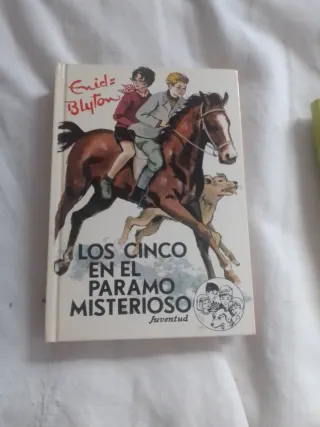 Enid
Blyton
LOS CINCO
EN EL
PARAMO
MISTERIOSO
Juventud